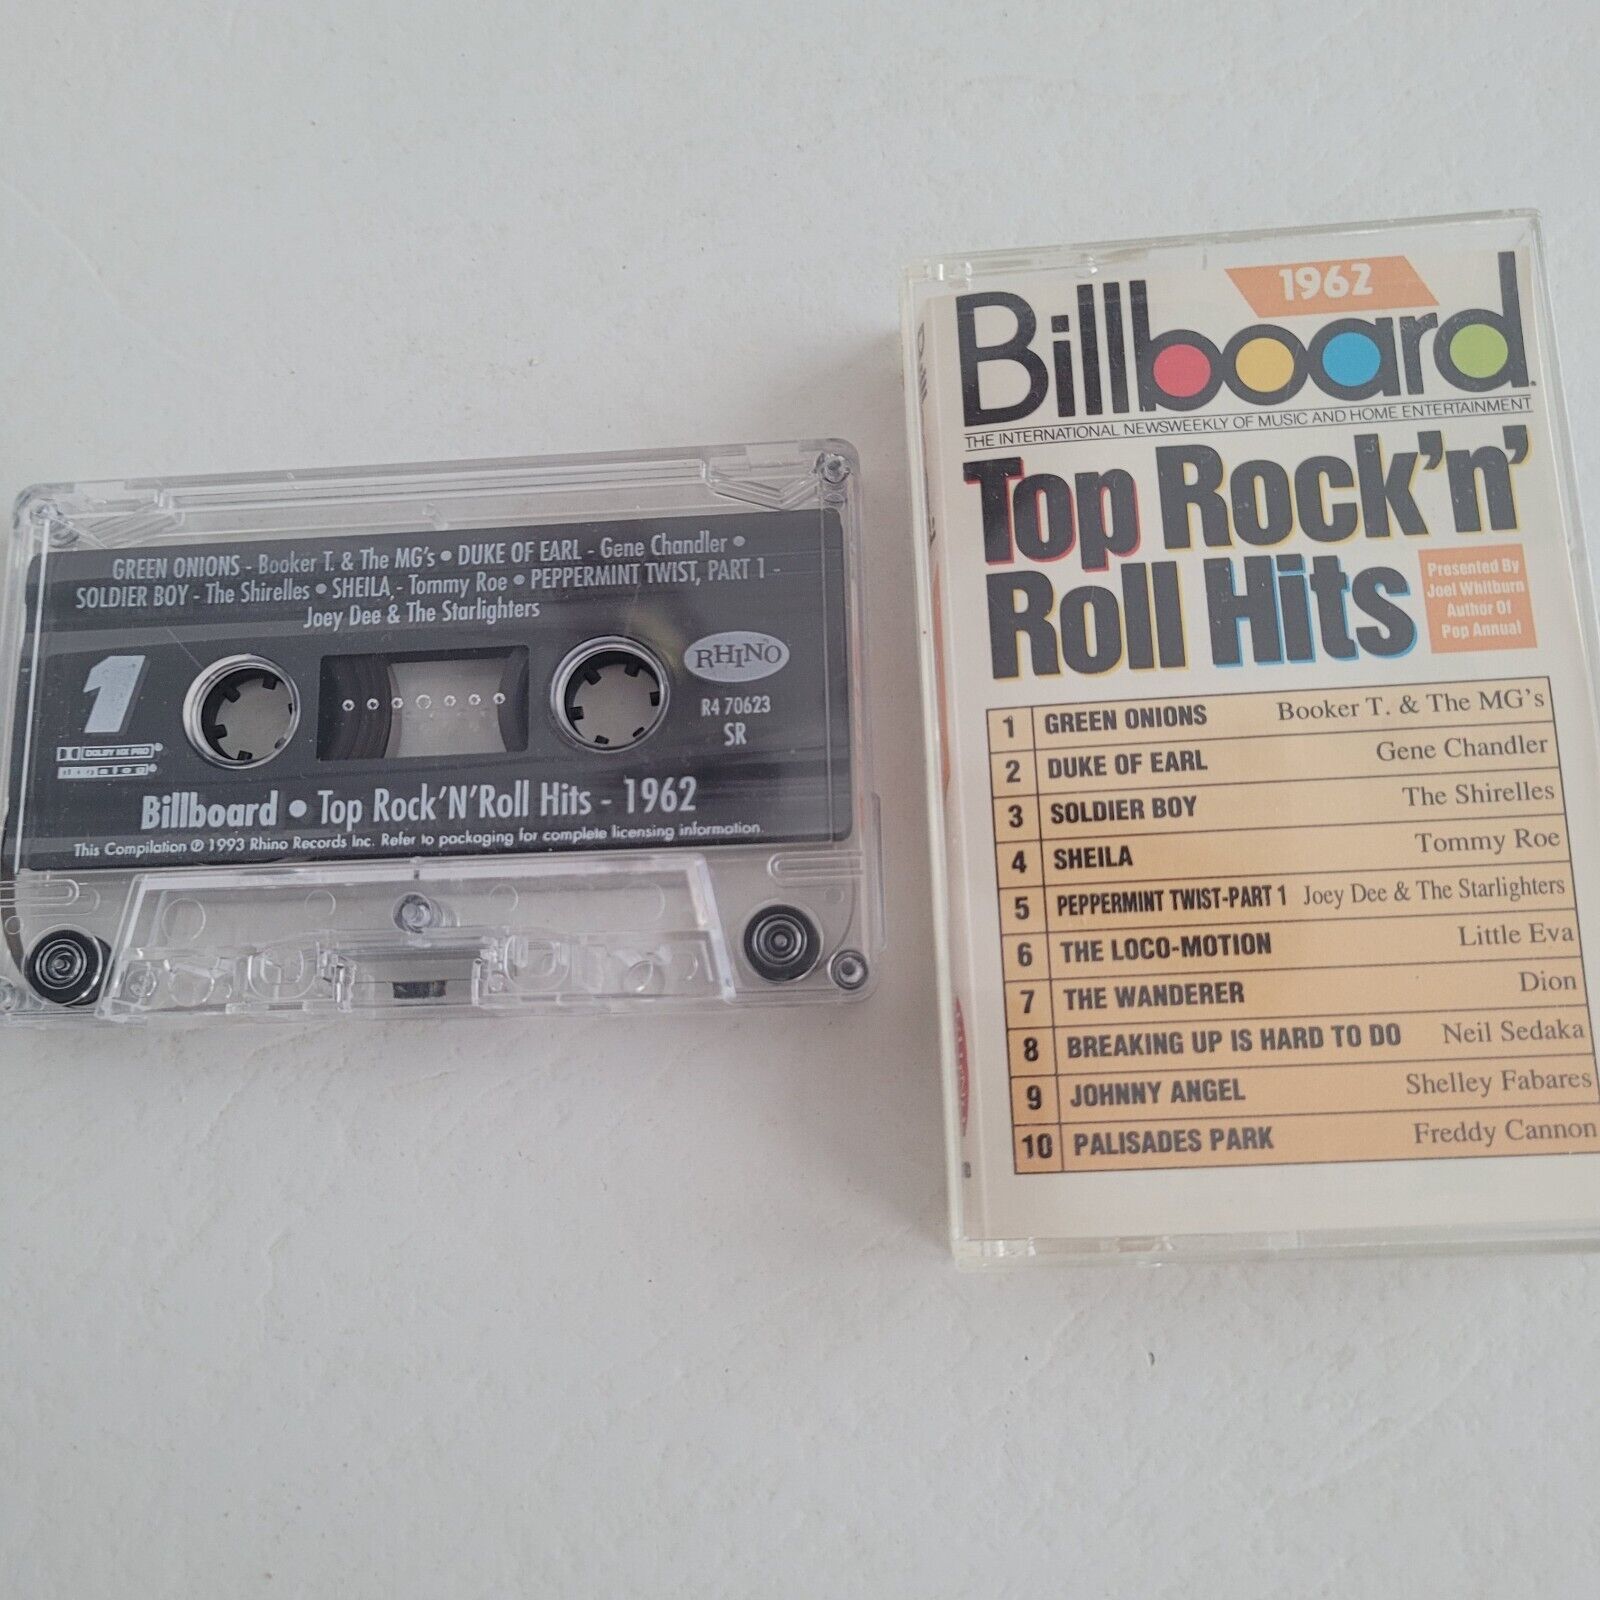 GREEN ONIONS - Booker T. & The MG's • DUKE OF EARL - Gene Chandler •
SOLDIER BOY - The Shirelles • SHEILA - Tommy Roe • PEPPERMINT TWIST, PART 1 -
Joey Dee & The Starlighters
1
RHINO
R4 70623
SR
DOLBY HX PRO
digalog
Billboard • Top Rock'N'Roll Hits - 1962
This Compilation ℗ 1993 Rhino Records Inc. Refer to packaging for complete licensing information.
1962
Billboard
THE INTERNATIONAL NEWSWEEKLY OF MUSIC AND HOME ENTERTAINMENT
Top Rock'n'
Roll Hits
Presented By
Joel Whitburn
Author Of
Pop Annual
1 GREEN ONIONS Booker T. & The MG's
2 DUKE OF EARL Gene Chandler
3 SOLDIER BOY The Shirelles
4 SHEILA Tommy Roe
5 PEPPERMINT TWIST-PART 1 Joey Dee & The Starlighters
6 THE LOCO-MOTION Little Eva
7 THE WANDERER Dion
8 BREAKING UP IS HARD TO DO Neil Sedaka
9 JOHNNY ANGEL Shelley Fabares
10 PALISADES PARK Freddy Cannon